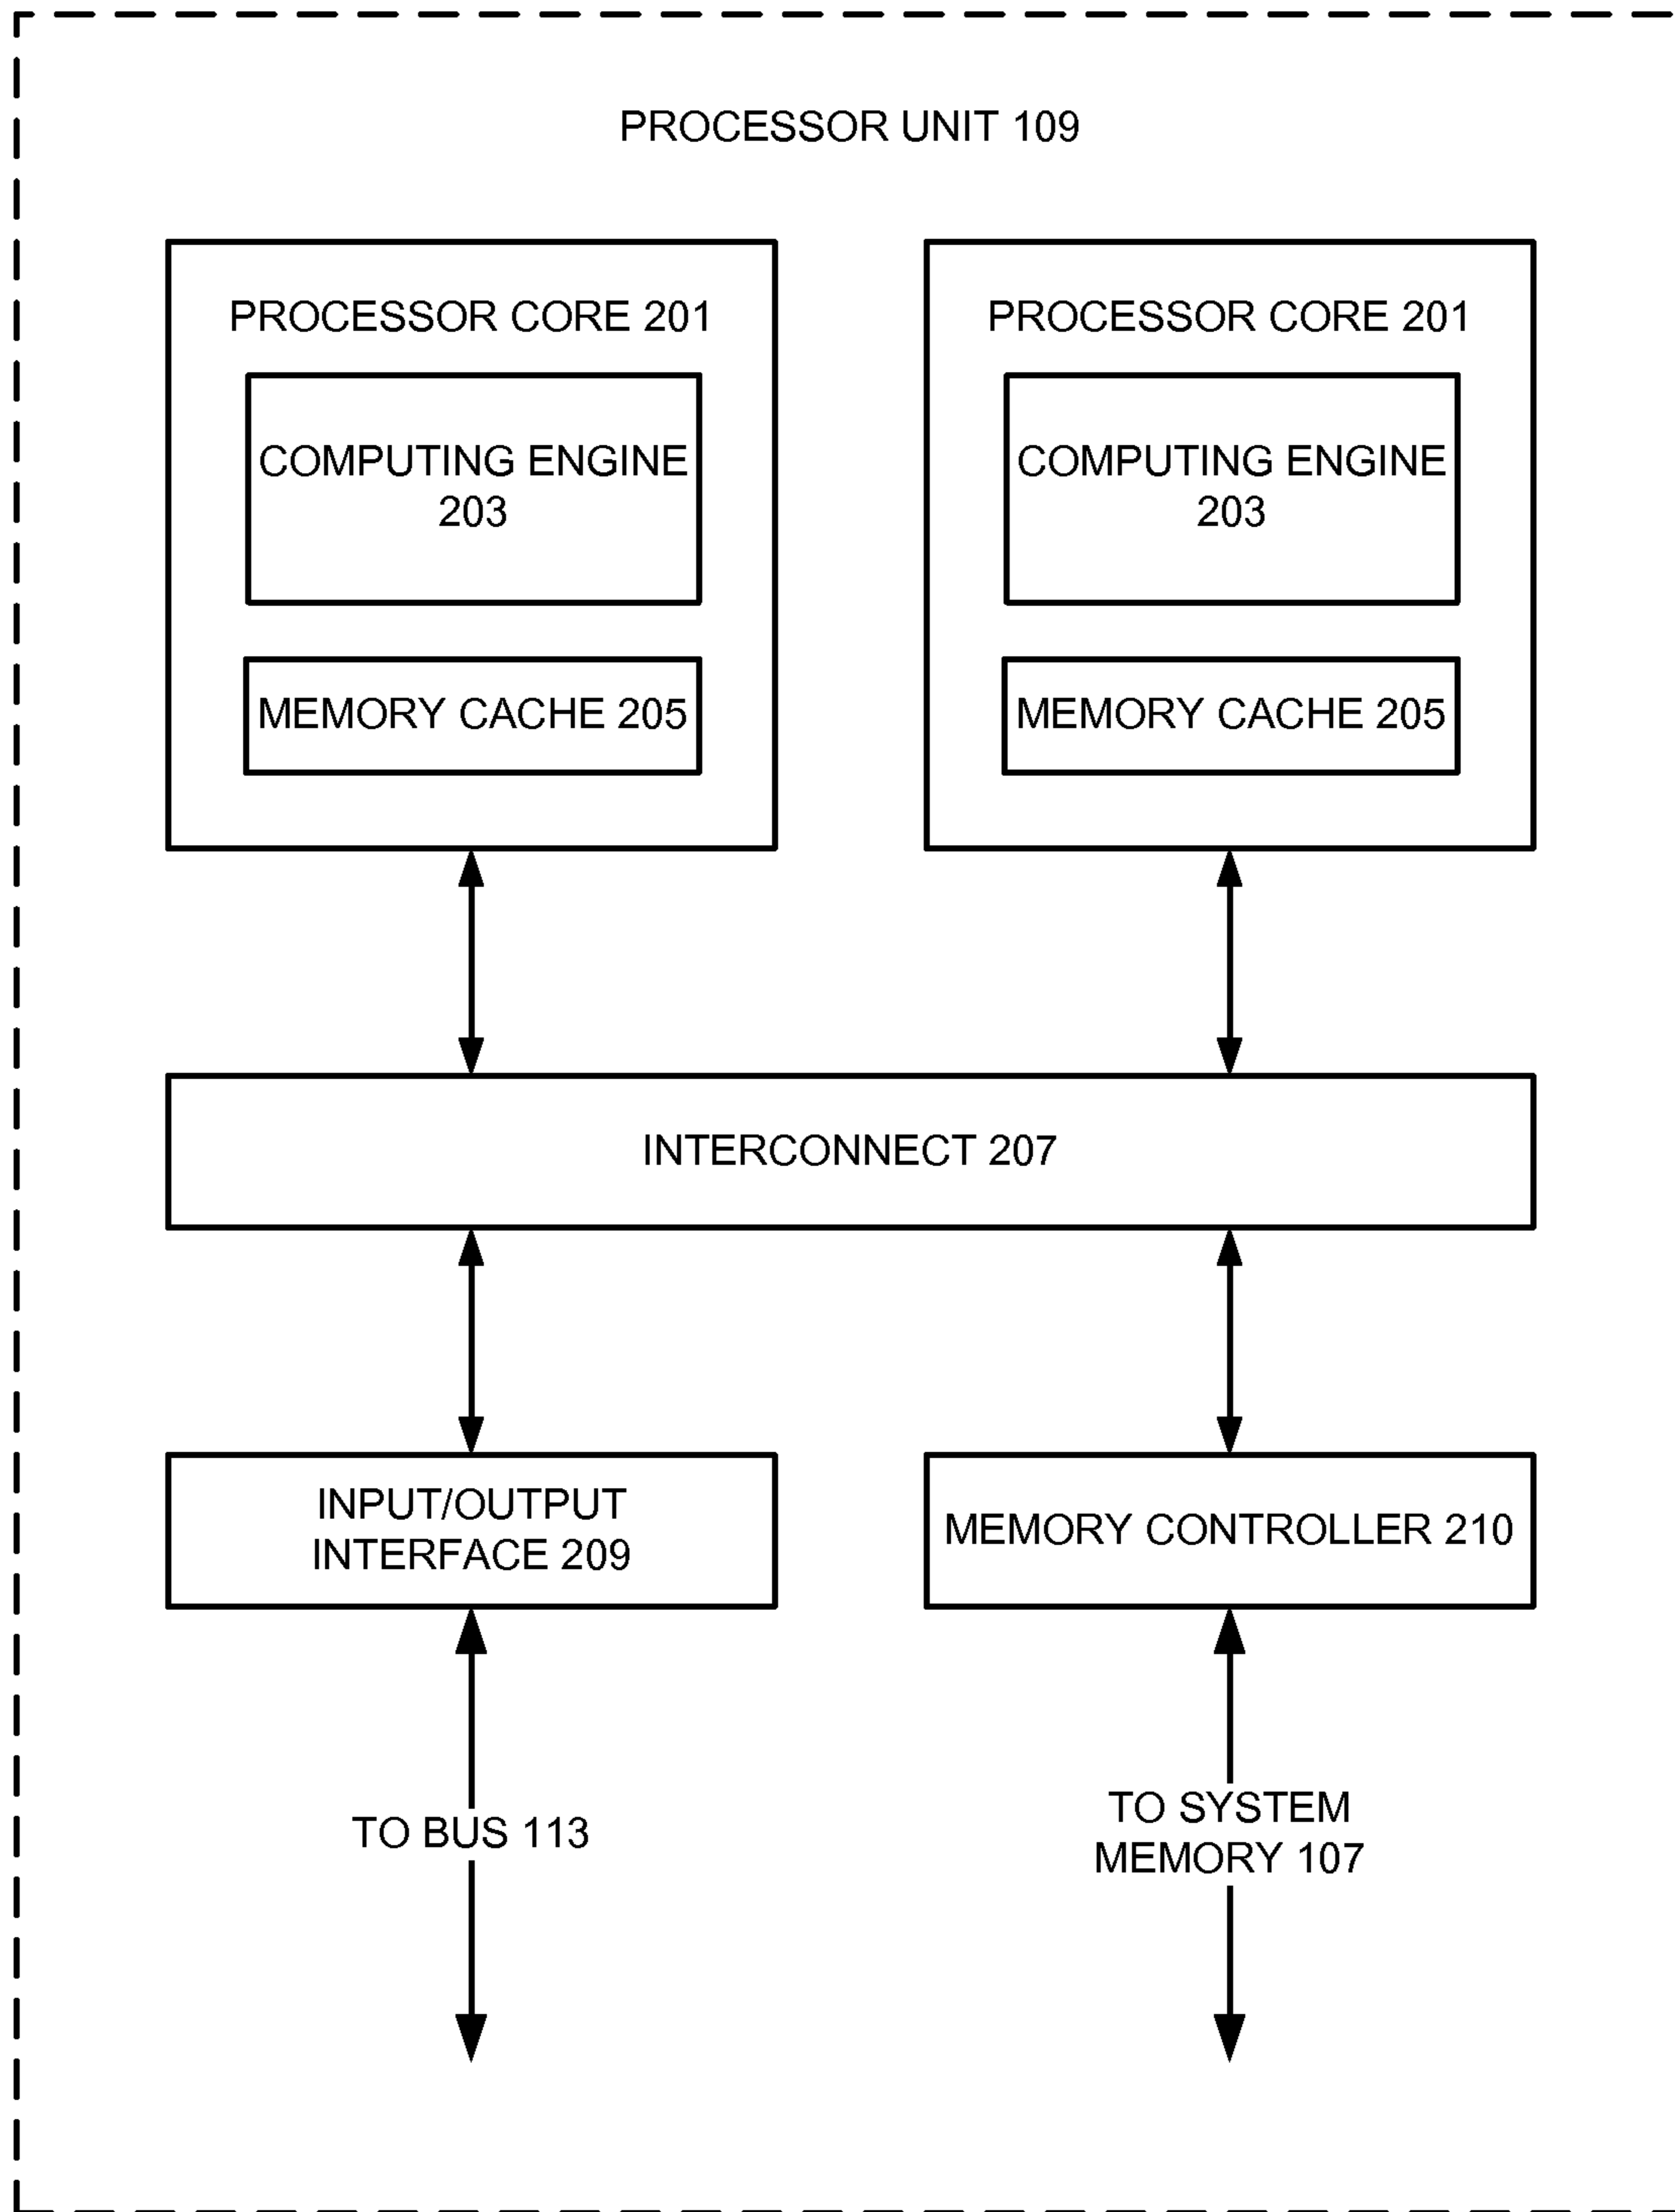 PROCESSOR UNIT 109
PROCESSOR CORE 201
COMPUTING ENGINE
203
MEMORY CACHE 205
PROCESSOR CORE 201
COMPUTING ENGINE
203
MEMORY CACHE 205
INTERCONNECT 207
INPUT/OUTPUT
INTERFACE 209
MEMORY CONTROLLER 210
TO BUS 113
TO SYSTEM
MEMORY 107